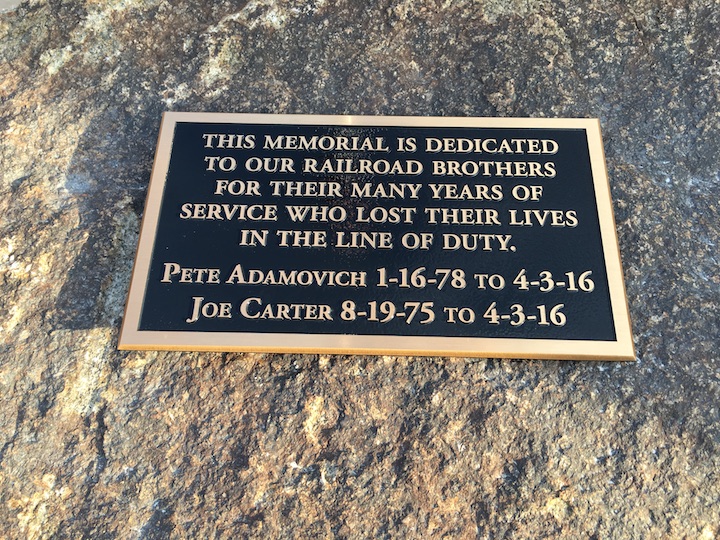 THIS MEMORIAL IS DEDICATED
TO OUR RAILROAD BROTHERS
FOR THEIR MANY YEARS OF
SERVICE WHO LOST THEIR LIVES
IN THE LINE OF DUTY.
PETE ADAMOVICH 1-16-78 TO 4-3-16
JOE CARTER 8-19-75 TO 4-3-16